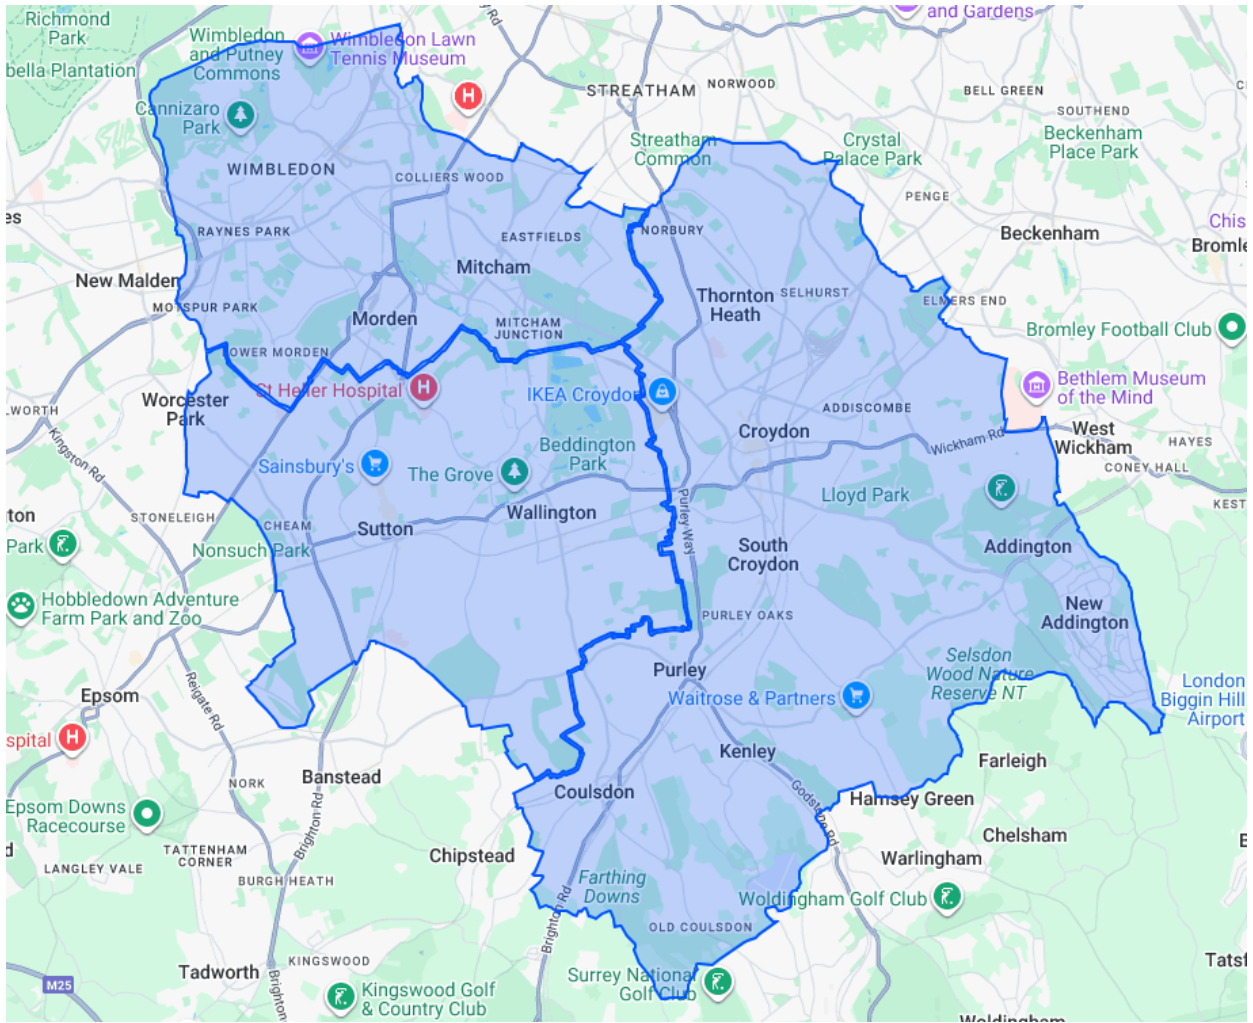 Richmond
Park
Wimbledon
and Putney
Commons
Wimbledon Lawn
Tennis Museum
y Rd
and Gardens
bella Plantation
STREATHAM
NORWOOD
BELL GREEN
SOUTHEND
Cannizaro
Park
Streatham
Common
Crystal
Palace Park
Beckenham
Place Park
WIMBLEDON
COLLIERS WOOD
PENGE
es
RAYNES PARK
EASTFIELDS
NORBURY
Beckenham
Chis
Bromle
New Malden
Mitcham
MOTSPUR PARK
Thornton
Heath
SELHURST
ELMERS END
Morden
MITCHAM
JUNCTION
Bromley Football Club
LOWER MORDEN
St Helier Hospital
H
IKEA Croydon
Bethlem Museum
of the Mind
Worcester
Park
LWORTH
ADDISCOMBE
Kingston Rd
Croydon
Wickham Rd
West
Wickham
HAYES
Sainsbury's
The Grove
Beddington
Park
CONEY HALL
Lloyd Park
KEST
ton
Park
STONELEIGH
CHEAM
Sutton
Wallington
Purley Way
Nonsuch Park
South
Croydon
Addington
Hobbledown Adventure
Farm Park and Zoo
PURLEY OAKS
New
Addington
Reigate Rd
Purley
Selsdon
Wood Nature
Reserve NT
Epsom
Waitrose & Partners
London
Biggin Hill
Airport
spital
H
Kenley
Farleigh
NORK
Banstead
Coulsdon
Godstone Rd
Hamsey Green
Epsom Downs
Racecourse
Brighton Rd
Chelsham
d
TATTENHAM
CORNER
LANGLEY VALE
Chipstead
Warlingham
E
BURGH HEATH
Farthing
Downs
Woldingham Golf Club
Brighton Rd
OLD COULSDON
KINGSWOOD
Tadworth
Tatsf
M25
Brighton
Kingswood Golf
& Country Club
Surrey National
Golf Club
Woldingham
H